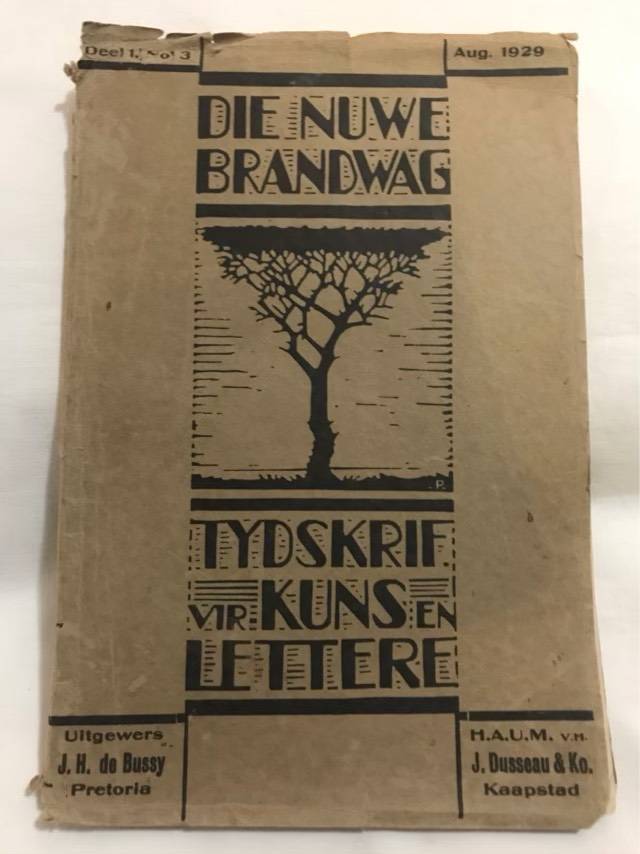 Deel 1, No 3
Aug. 1929
DIE NUWE
BRANDWAG
P.
TYDSKRIF
VIR KUNS EN
LETTERE
Uitgewers
J. H. de Bussy
Pretoria
H.A.U.M. V.H.
J. Dusseau & Ko.
Kaapstad